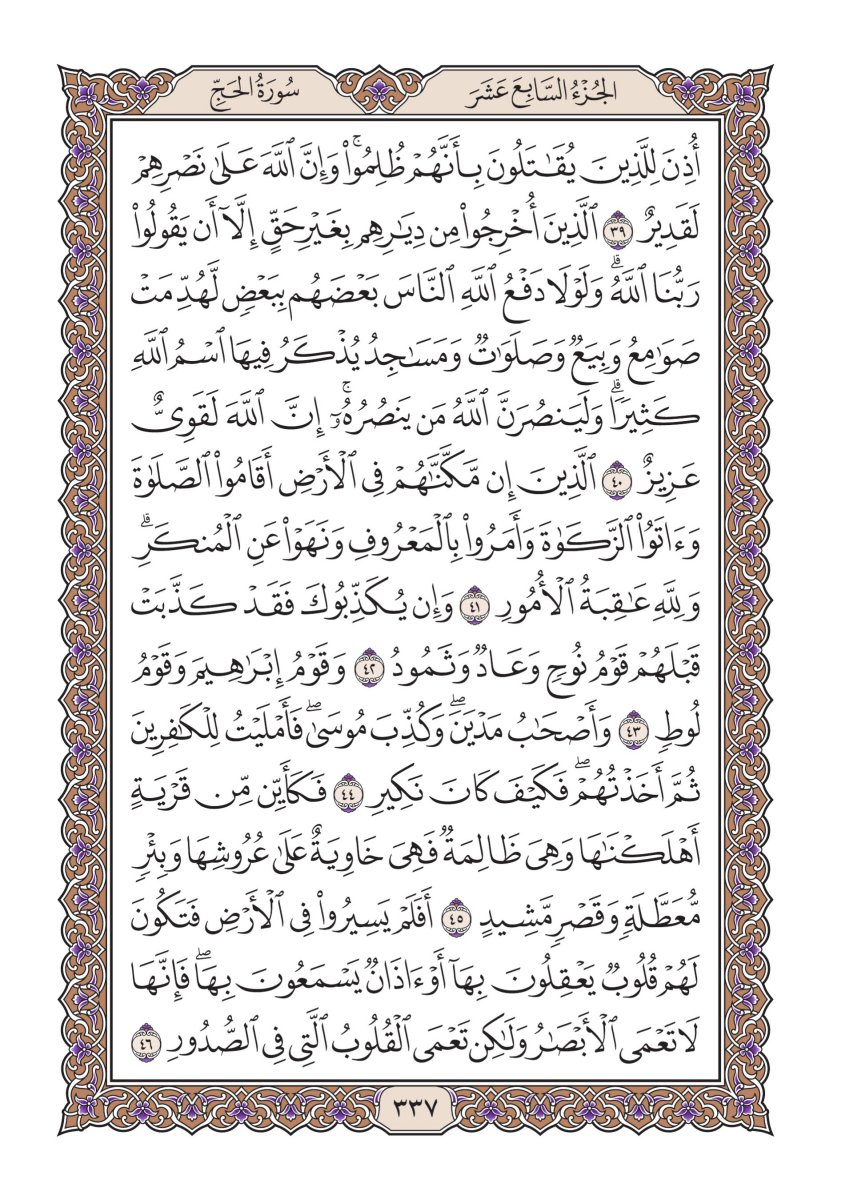 الجُزْءُ السَّابِعَ عَشَرَ
سُورَةُ الحَجّ
أُذِنَ لِلَّذِينَ يُقَٰتَلُونَ بِأَنَّهُمْ ظُلِمُوا۟ ۚ وَإِنَّ ٱللَّهَ عَلَىٰ نَصْرِهِمْ
لَقَدِيرٌ ٣٩ ٱلَّذِينَ أُخْرِجُوا۟ مِن دِيَٰرِهِم بِغَيْرِ حَقٍّ إِلَّآ أَن يَقُولُوا۟
رَبُّنَا ٱللَّهُ ۗ وَلَوْلَا دَفْعُ ٱللَّهِ ٱلنَّاسَ بَعْضَهُم بِبَعْضٍ لَّهُدِّمَتْ
صَوَٰمِعُ وَبِيَعٌ وَصَلَوَٰتٌ وَمَسَٰجِدُ يُذْكَرُ فِيهَا ٱسْمُ ٱللَّهِ
كَثِيرًا ۗ وَلَيَنصُرَنَّ ٱللَّهُ مَن يَنصُرُهُۥٓ ۚ إِنَّ ٱللَّهَ لَقَوِىٌّ
عَزِيزٌ ٤٠ ٱلَّذِينَ إِن مَّكَّنَّٰهُمْ فِى ٱلْأَرْضِ أَقَامُوا۟ ٱلصَّلَوٰةَ
وَءَاتَوُا۟ ٱلزَّكَوٰةَ وَأَمَرُوا۟ بِٱلْمَعْرُوفِ وَنَهَوْا۟ عَنِ ٱلْمُنكَرِ ۗ
وَلِلَّهِ عَٰقِبَةُ ٱلْأُمُورِ ٤١ وَإِن يُكَذِّبُوكَ فَقَدْ كَذَّبَتْ
قَبْلَهُمْ قَوْمُ نُوحٍ وَعَادٌ وَثَمُودُ ٤٢ وَقَوْمُ إِبْرَٰهِيمَ وَقَوْمُ
لُوطٍ ٤٣ وَأَصْحَٰبُ مَدْيَنَ ۖ وَكُذِّبَ مُوسَىٰ ۖ فَأَمْلَيْتُ لِلْكَٰفِرِينَ
ثُمَّ أَخَذْتُهُمْ ۖ فَكَيْفَ كَانَ نَكِيرِ ٤٤ فَكَأَيِّن مِّن قَرْيَةٍ
أَهْلَكْنَٰهَا وَهِىَ ظَالِمَةٌ فَهِىَ خَاوِيَةٌ عَلَىٰ عُرُوشِهَا وَبِئْرٍ
مُّعَطَّلَةٍ وَقَصْرٍ مَّشِيدٍ ٤٥ أَفَلَمْ يَسِيرُوا۟ فِى ٱلْأَرْضِ فَتَكُونَ
لَهُمْ قُلُوبٌ يَعْقِلُونَ بِهَآ أَوْ ءَاذَانٌ يَسْمَعُونَ بِهَا ۖ فَإِنَّهَا
لَا تَعْمَى ٱلْأَبْصَٰرُ وَلَٰكِن تَعْمَى ٱلْقُلُوبُ ٱلَّتِى فِى ٱلصُّدُورِ ٤٦
٣٣٧